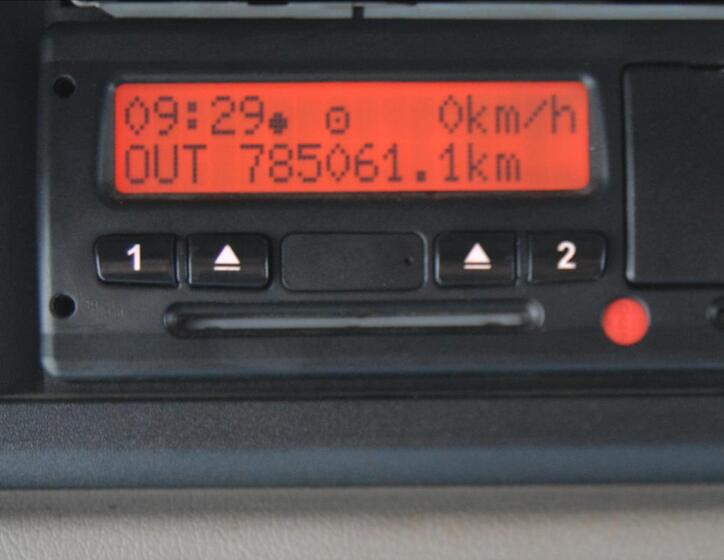 09:29● ⊙ 0km/h
OUT 785061.1km
1 ▲ ▲ 2